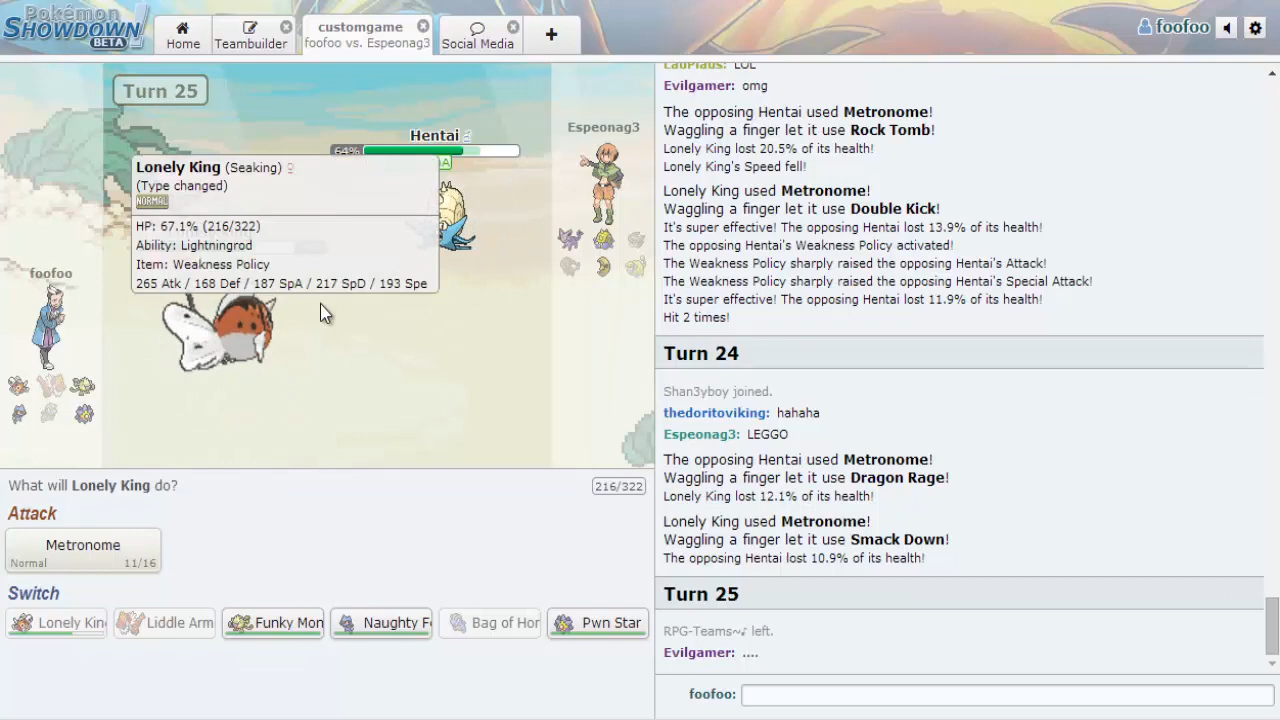 Pokémon
Showdown!
BETA
Home
Teambuilder
customgame
foofoo vs. Espeonag3
Social Media
+
foofoo
Turn 25
Hentai
64%
Espeonag3
Lonely King (Seaking)
(Type changed)
NORMAL
HP: 67.1% (216/322)
Ability: Lightningrod
Item: Weakness Policy
265 Atk / 168 Def / 187 SpA / 217 SpD / 193 Spe
foofoo
What will Lonely King do?
216/322
Attack
Metronome
Normal 11/16
Switch
Lonely King
Liddle Arm
Funky Mon
Naughty F
Bag of Hor
Pwn Star
LauPlaus: LOL
Evilgamer: omg
The opposing Hentai used Metronome!
Waggling a finger let it use Rock Tomb!
Lonely King lost 20.5% of its health!
Lonely King's Speed fell!
Lonely King used Metronome!
Waggling a finger let it use Double Kick!
It's super effective! The opposing Hentai lost 13.9% of its health!
The opposing Hentai's Weakness Policy activated!
The Weakness Policy sharply raised the opposing Hentai's Attack!
The Weakness Policy sharply raised the opposing Hentai's Special Attack!
It's super effective! The opposing Hentai lost 11.9% of its health!
Hit 2 times!
Turn 24
Shan3yboy joined.
thedoritoviking: hahaha
Espeonag3: LEGGO
The opposing Hentai used Metronome!
Waggling a finger let it use Dragon Rage!
Lonely King lost 12.1% of its health!
Lonely King used Metronome!
Waggling a finger let it use Smack Down!
The opposing Hentai lost 10.9% of its health!
Turn 25
RPG-Teams~♪ left.
Evilgamer: ....
foofoo: